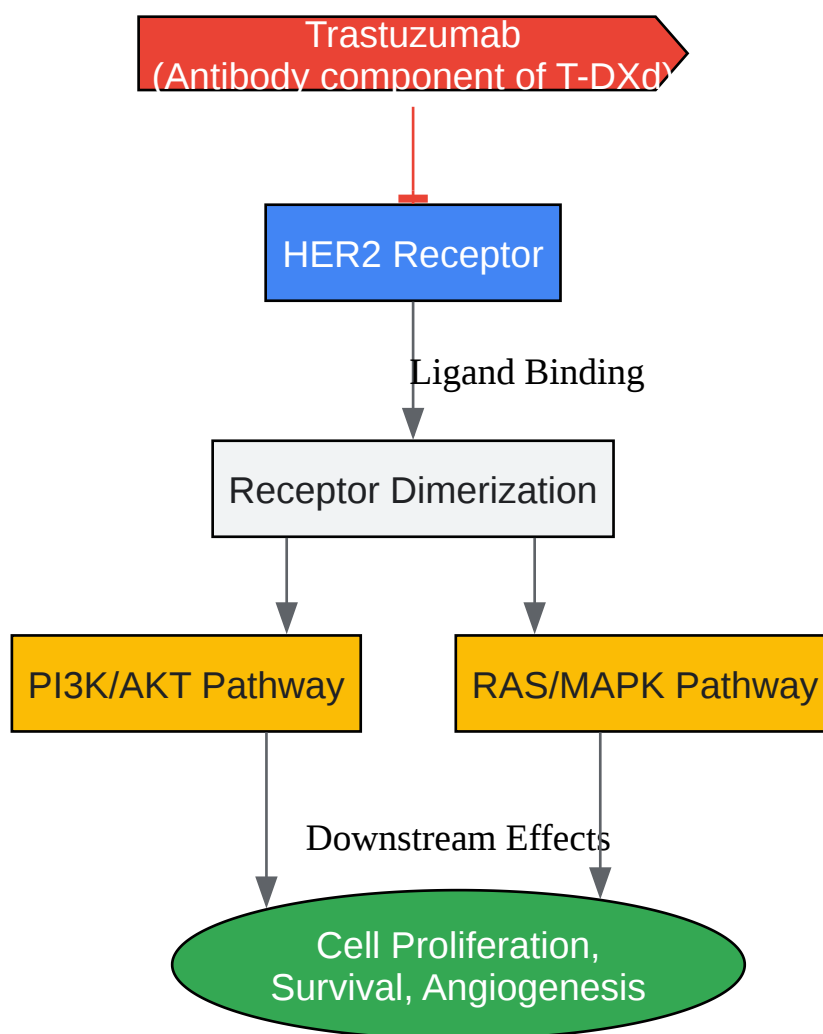 Trastuzumab
(Antibody component of T-DXd)
HER2 Receptor
Ligand Binding
Receptor Dimerization
PI3K/AKT Pathway
RAS/MAPK Pathway
Downstream Effects
Cell Proliferation,
Survival, Angiogenesis